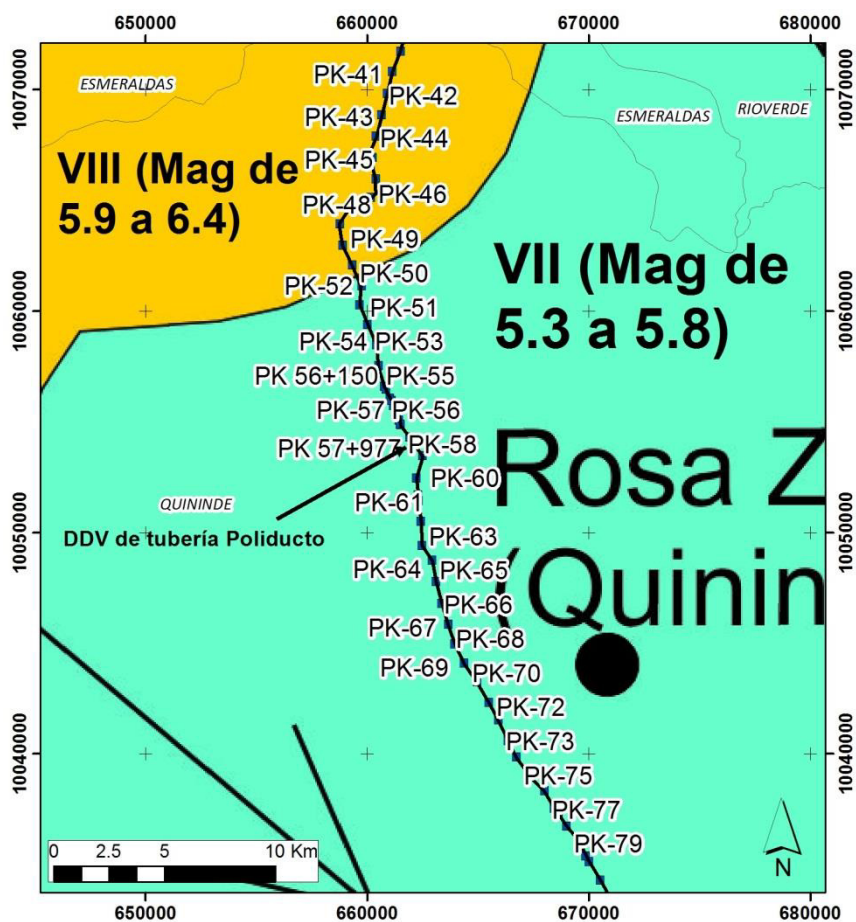 650000 660000 670000 680000
10070000
10070000
PK-41
ESMERALDAS
PK-42
RIOVERDE
PK-43
ESMERALDAS
PK-44
PK-45
VIII (Mag de
5.9 a 6.4)
PK-46
PK-48
PK-49
VII (Mag de
5.3 a 5.8)
PK-50
PK-52
PK-51
10060000
10060000
PK-54
PK-53
PK 56+150
PK-55
PK-57
PK-56
PK 57+977
PK-58
Rosa Z
PK-60
QUININDE
PK-61
DDV de tubería Poliducto
PK-63
10050000
10050000
PK-64
PK-65
(Quinin
PK-66
PK-67
PK-68
PK-69
PK-70
PK-72
PK-73
10040000
10040000
PK-75
PK-77
PK-79
0 2.5 5 10 Km
N
650000 660000 670000 680000